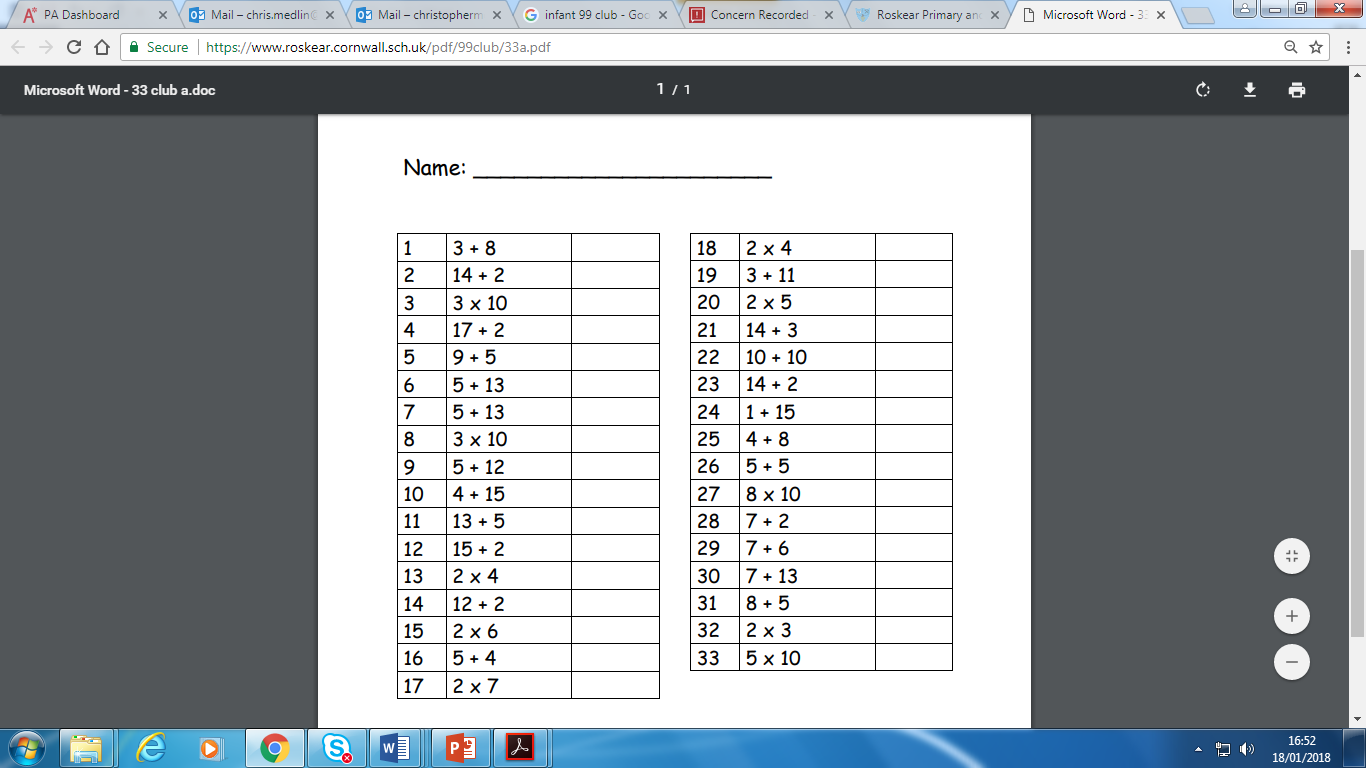 PA Dashboard
Mail – chris.medlin@
Mail – christopherm
infant 99 club - Goo
Concern Recorded -
Roskear Primary and
Microsoft Word - 33
Secure
https://www.roskear.cornwall.sch.uk/pdf/99club/33a.pdf
Microsoft Word - 33 club a.doc
1 / 1
Name: ______________________
1 3 + 8
2 14 + 2
3 3 x 10
4 17 + 2
5 9 + 5
6 5 + 13
7 5 + 13
8 3 x 10
9 5 + 12
10 4 + 15
11 13 + 5
12 15 + 2
13 2 x 4
14 12 + 2
15 2 x 6
16 5 + 4
17 2 x 7
18 2 x 4
19 3 + 11
20 2 x 5
21 14 + 3
22 10 + 10
23 14 + 2
24 1 + 15
25 4 + 8
26 5 + 5
27 8 x 10
28 7 + 2
29 7 + 6
30 7 + 13
31 8 + 5
32 2 x 3
33 5 x 10
16:52
18/01/2018